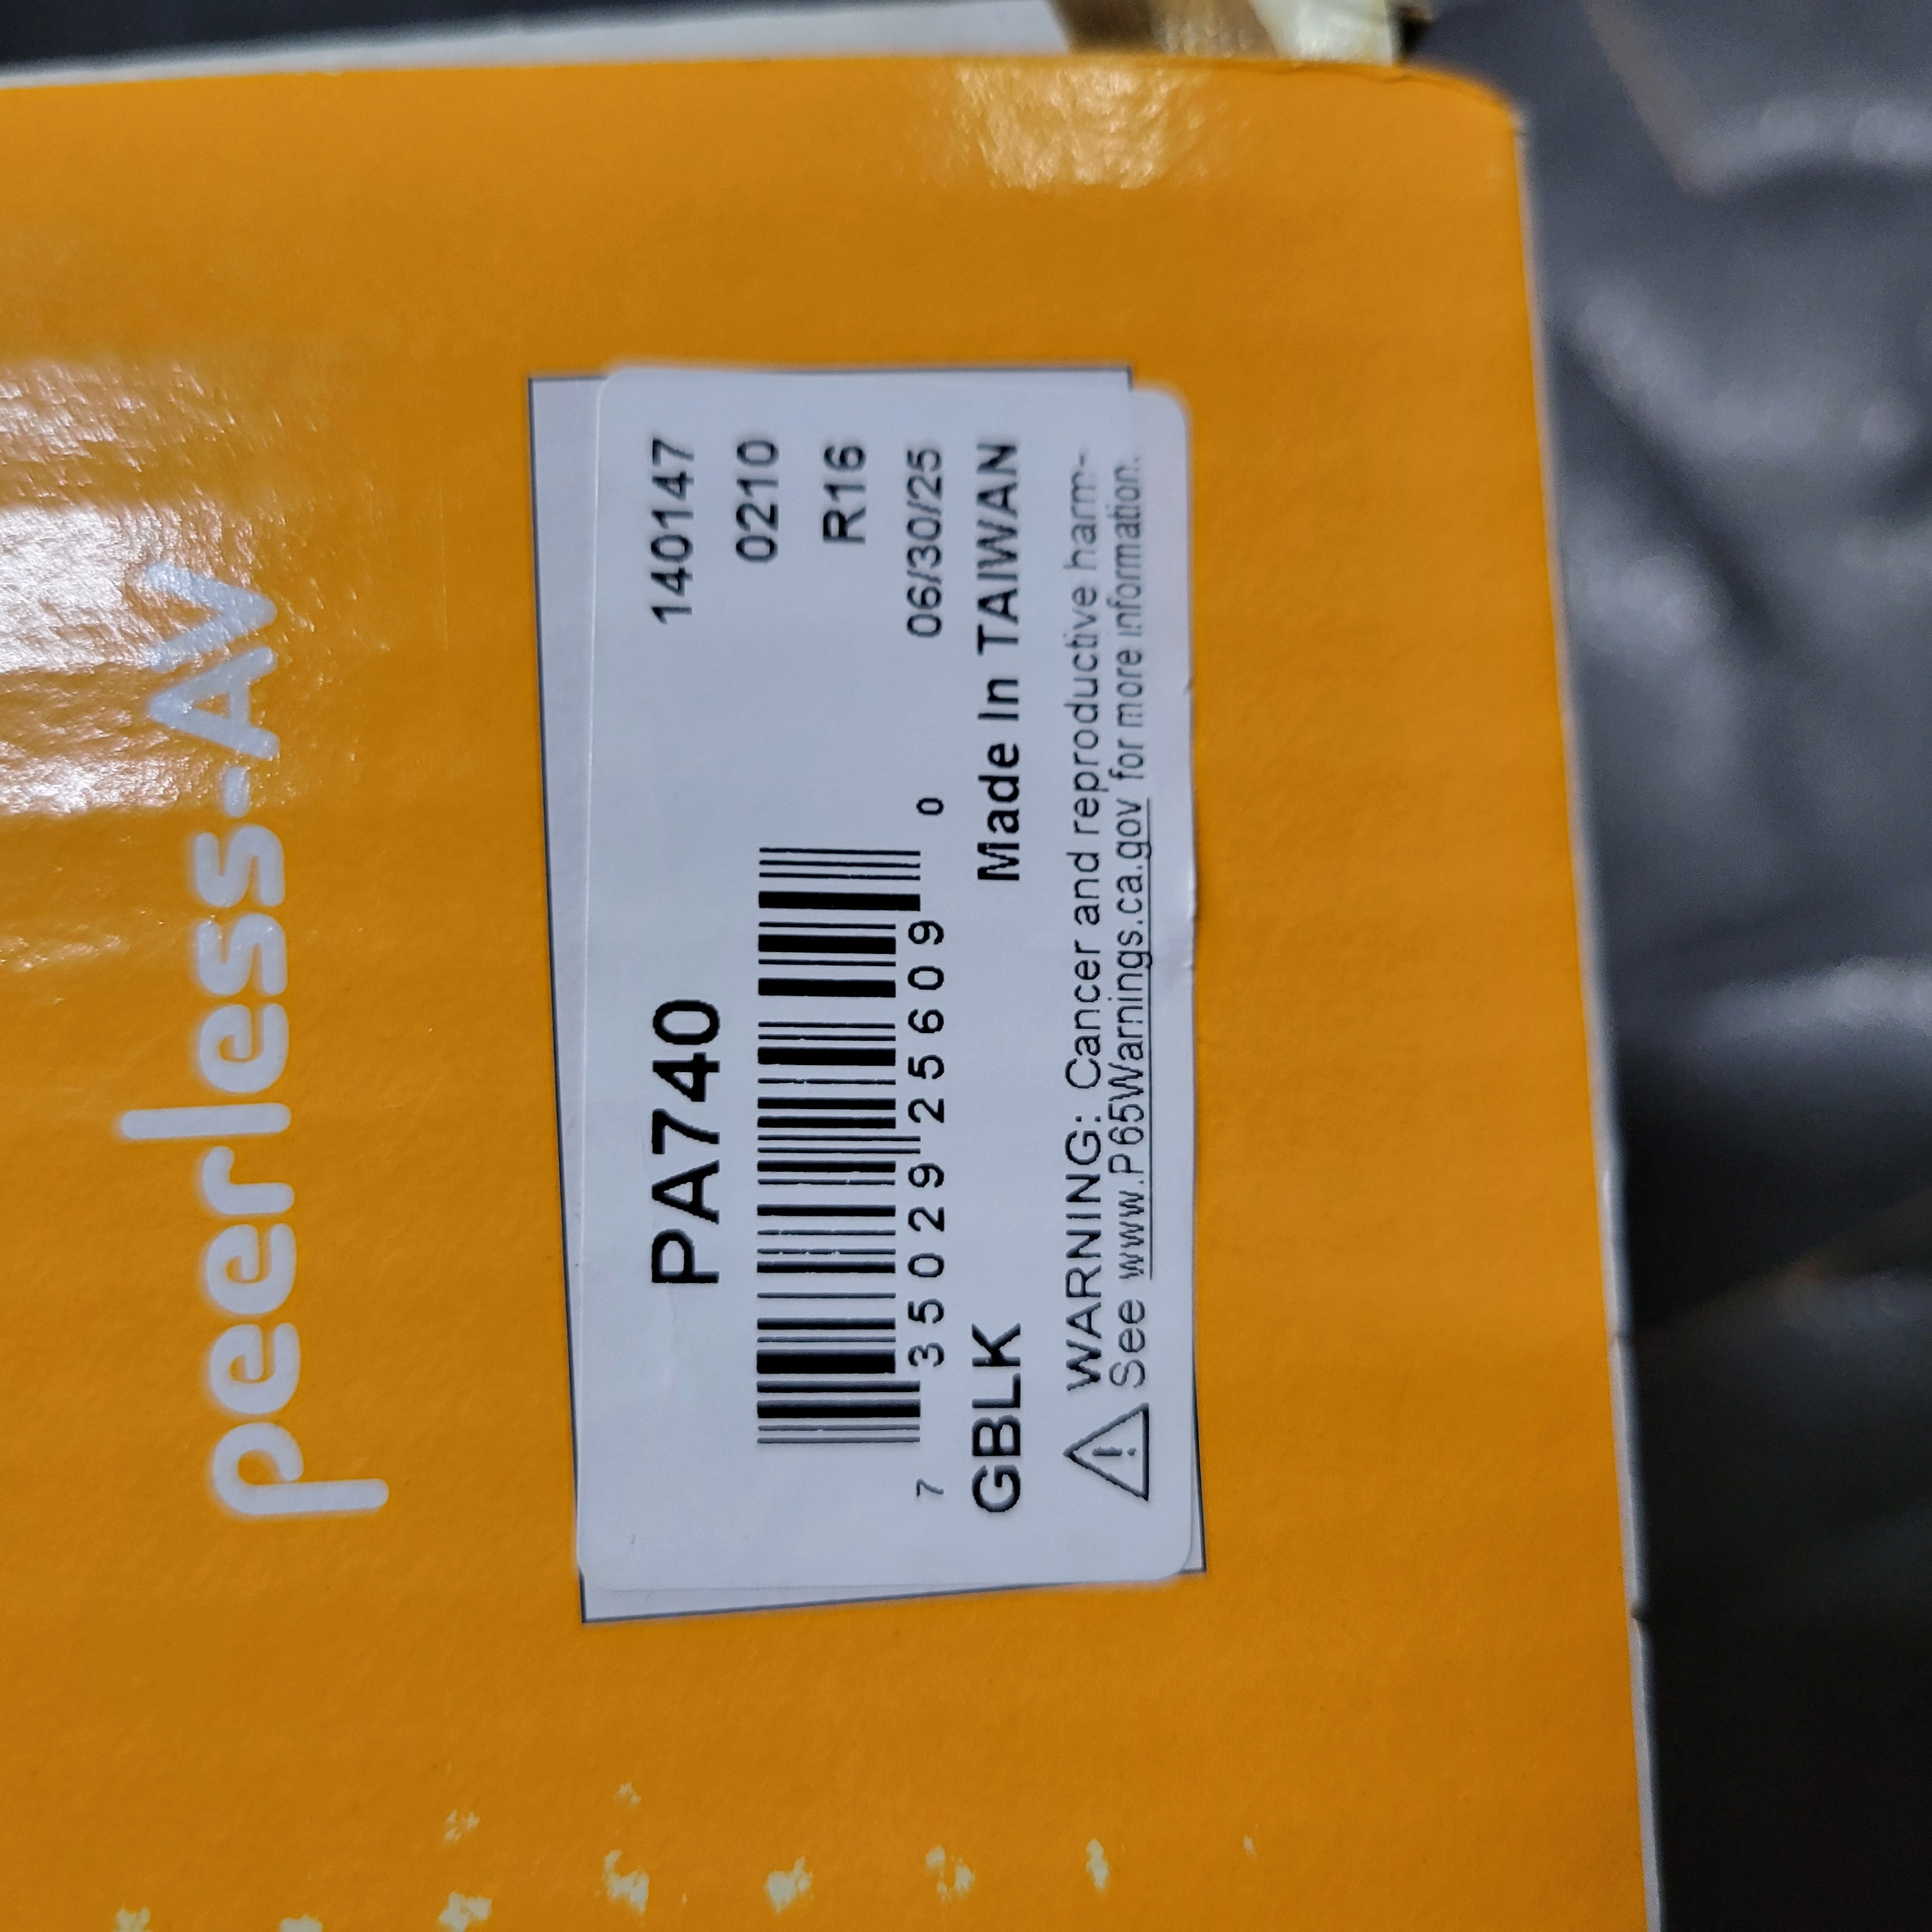 peerless-AV
PA740 140147
0210
R16
7 35029 25609 0 06/30/25
GBLK Made In TAIWAN
WARNING: Cancer and reproductive harm-
See www.P65Warnings.ca.gov for more information.